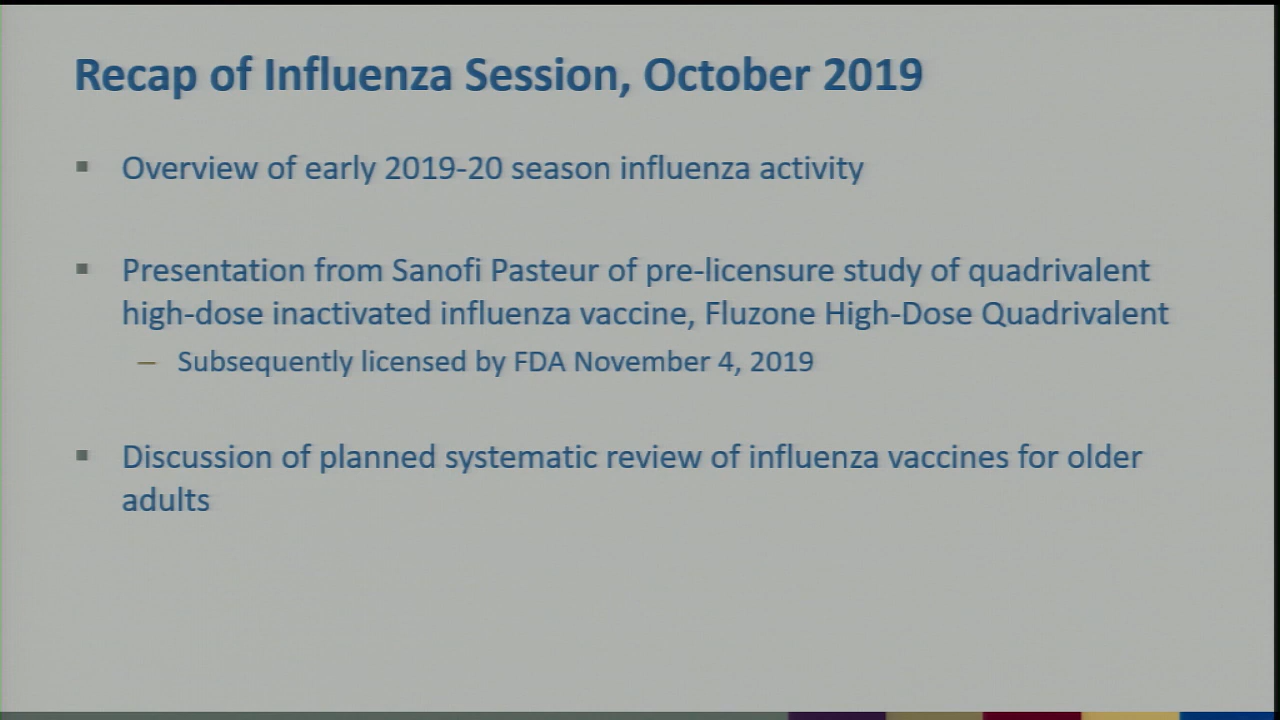 Recap of Influenza Session, October 2019
▪ Overview of early 2019-20 season influenza activity
▪ Presentation from Sanofi Pasteur of pre-licensure study of quadrivalent
high-dose inactivated influenza vaccine, Fluzone High-Dose Quadrivalent
– Subsequently licensed by FDA November 4, 2019
▪ Discussion of planned systematic review of influenza vaccines for older
adults